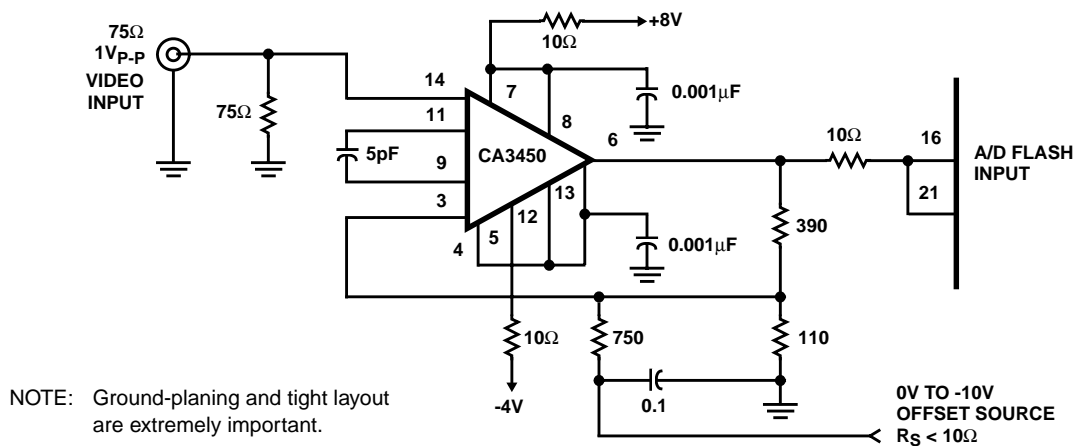 75Ω
1VP-P
VIDEO
INPUT
75Ω
14
11
5pF
9
3
+8V
10Ω
7
8
0.001μF
CA3450
6
13
12
5
4
0.001μF
10Ω
-4V
10Ω
16
21
A/D FLASH
INPUT
390
750
110
0.1
0V TO -10V
OFFSET SOURCE
RS < 10Ω
NOTE: Ground-planing and tight layout
are extremely important.